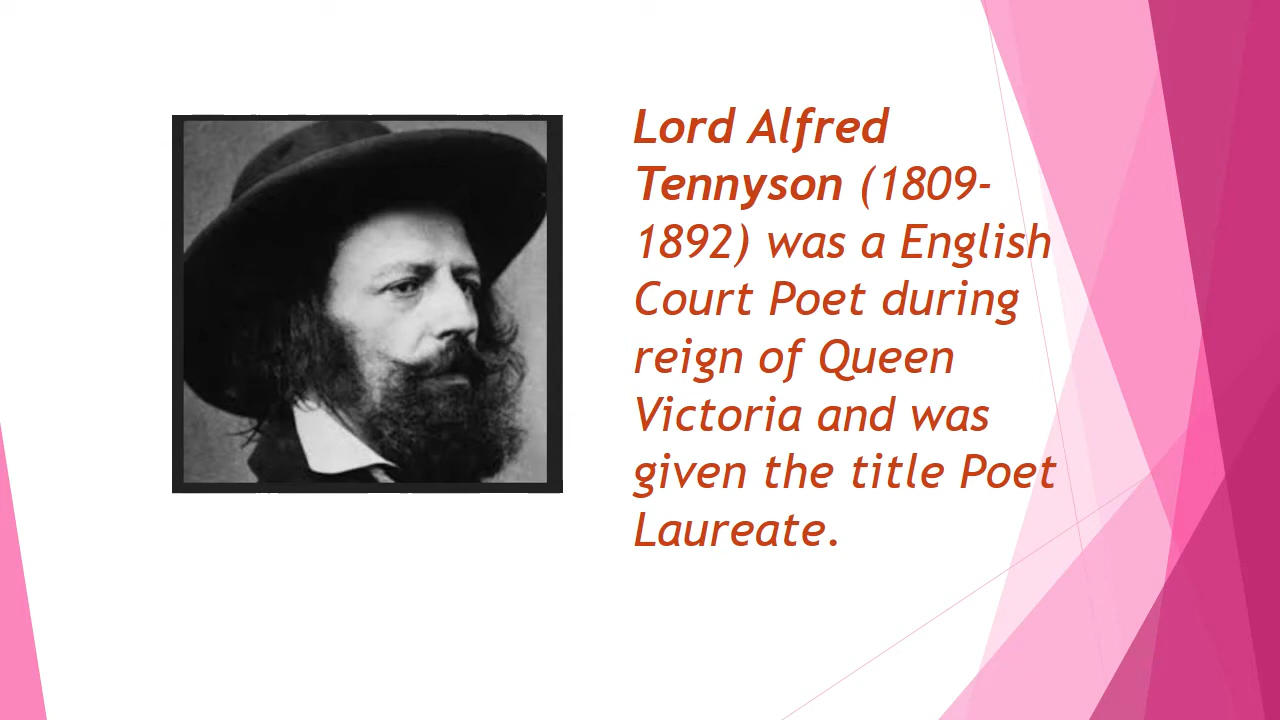 Lord Alfred
Tennyson (1809-
1892) was a English
Court Poet during
reign of Queen
Victoria and was
given the title Poet
Laureate.